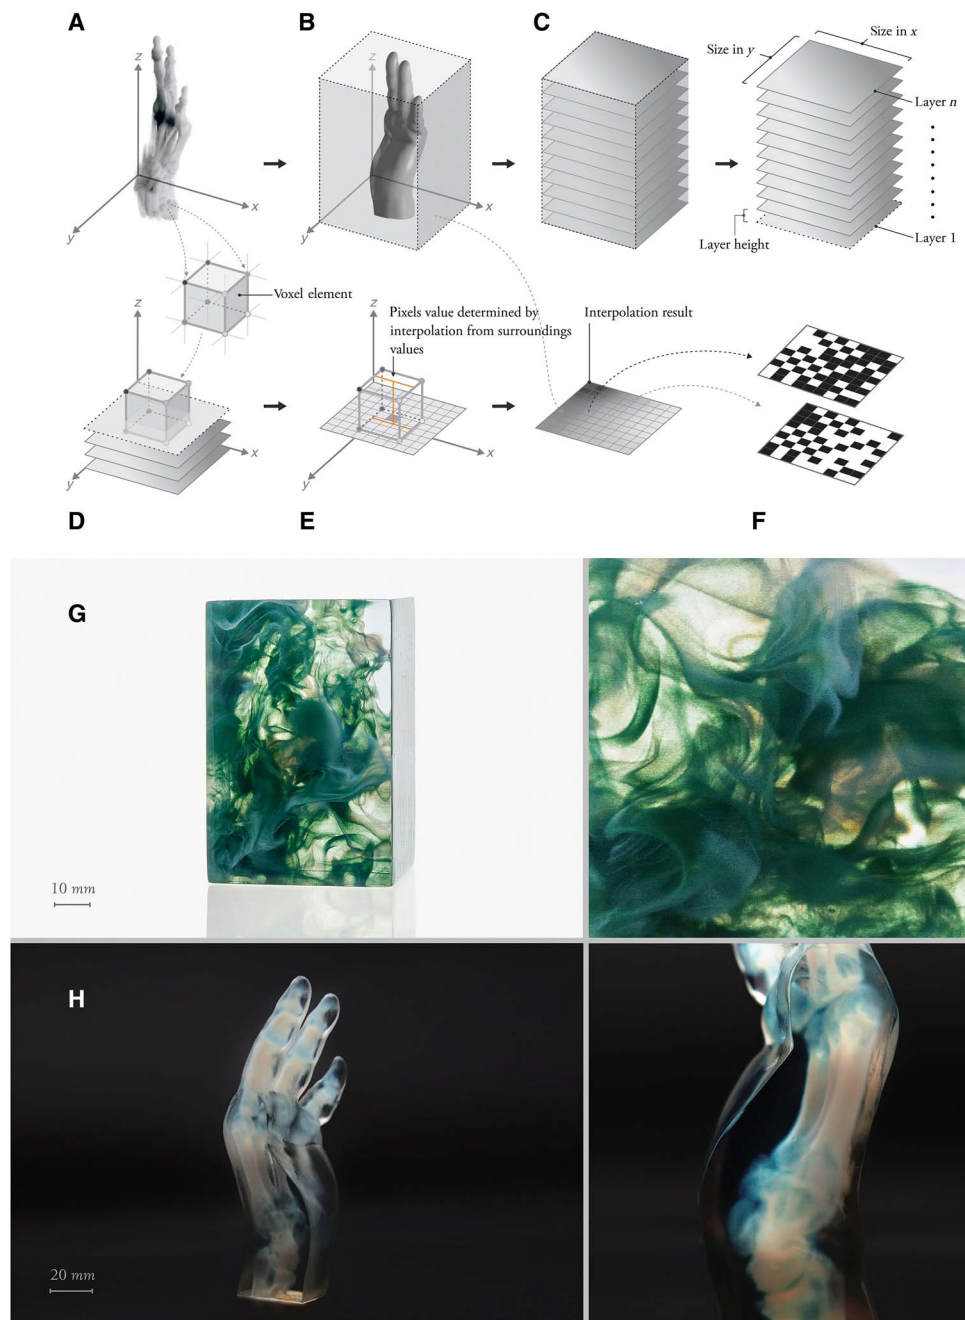 A
B
C
Size in y
Size in x
Layer n
Layer height
Layer 1
z
x
y
z
x
y
Voxel element
z
x
y
Pixels value determined by
interpolation from surroundings
values
z
x
y
Interpolation result
D
E
F
G
10 mm
H
20 mm